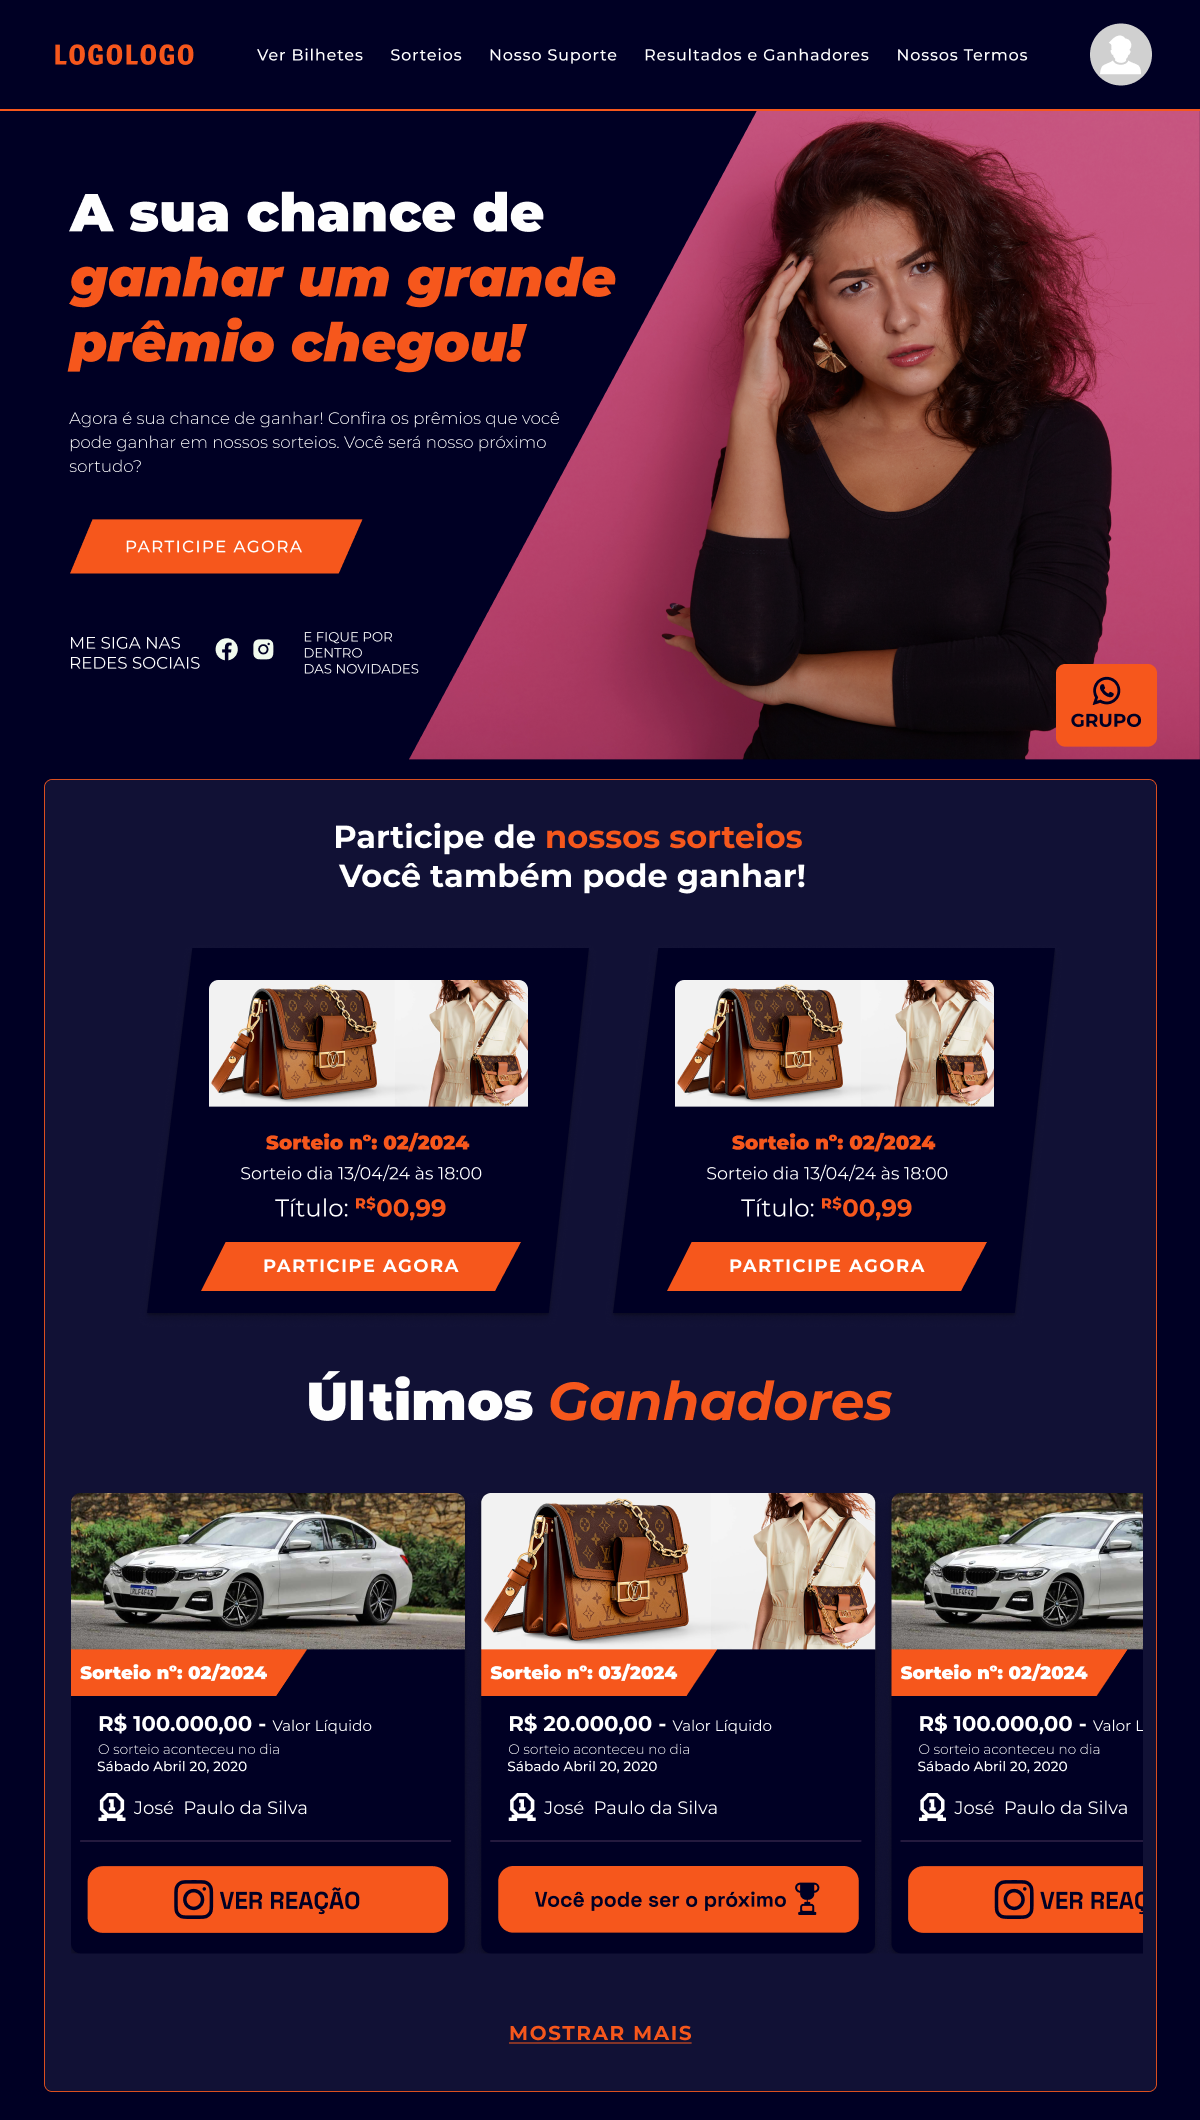 LOGOLOGO
Ver Bilhetes
Sorteios
Nosso Suporte
Resultados e Ganhadores
Nossos Termos
A sua chance de
ganhar um grande
prêmio chegou!
Agora é sua chance de ganhar! Confira os prêmios que você
pode ganhar em nossos sorteios. Você será nosso próximo
sortudo?
PARTICIPE AGORA
ME SIGA NAS
REDES SOCIAIS
E FIQUE POR
DENTRO
DAS NOVIDADES
GRUPO
Participe de nossos sorteios
Você também pode ganhar!
Sorteio nº: 02/2024
Sorteio dia 13/04/24 às 18:00
Título: R$00,99
PARTICIPE AGORA
Sorteio nº: 02/2024
Sorteio dia 13/04/24 às 18:00
Título: R$00,99
PARTICIPE AGORA
Últimos Ganhadores
Sorteio nº: 02/2024
R$ 100.000,00 - Valor Líquido
O sorteio aconteceu no dia
Sábado Abril 20, 2020
José Paulo da Silva
VER REAÇÃO
Sorteio nº: 03/2024
R$ 20.000,00 - Valor Líquido
O sorteio aconteceu no dia
Sábado Abril 20, 2020
José Paulo da Silva
Você pode ser o próximo
Sorteio nº: 02/2024
R$ 100.000,00 - Valor L
O sorteio aconteceu no dia
Sábado Abril 20, 2020
José Paulo da Silva
VER REAÇ
MOSTRAR MAIS